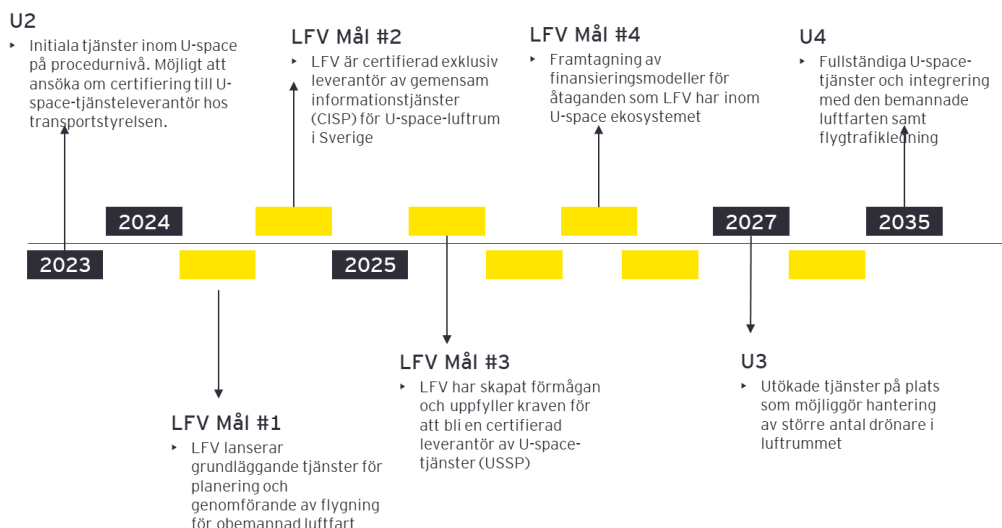 U2
‣ Initiala tjänster inom U-space
på procedurnivå. Möjligt att
ansöka om certifiering till U-
space-tjänsteleverantör hos
transportstyrelsen.
LFV Mål #2
‣ LFV är certifierad exklusiv
leverantör av gemensam
informationstjänster
(CISP) för U-space-luftrum
i Sverige
LFV Mål #4
‣ Framtagning av
finansieringsmodeller för
åtaganden som LFV har inom
U-space ekosystemet
U4
‣ Fullständiga U-space-
tjänster och integrering
med den bemannade
luftfarten samt
flygtrafikledning
2024
2027
2035
2023
2025
LFV Mål #1
‣ LFV lanserar
grundläggande tjänster för
planering och
genomförande av flygning
för obemannad luftfart
LFV Mål #3
‣ LFV har skapat förmågan
och uppfyller kraven för
att bli en certifierad
leverantör av U-space-
tjänster (USSP)
U3
‣ Utökade tjänster på plats
som möjliggör hantering
av större antal drönare i
luftrummet